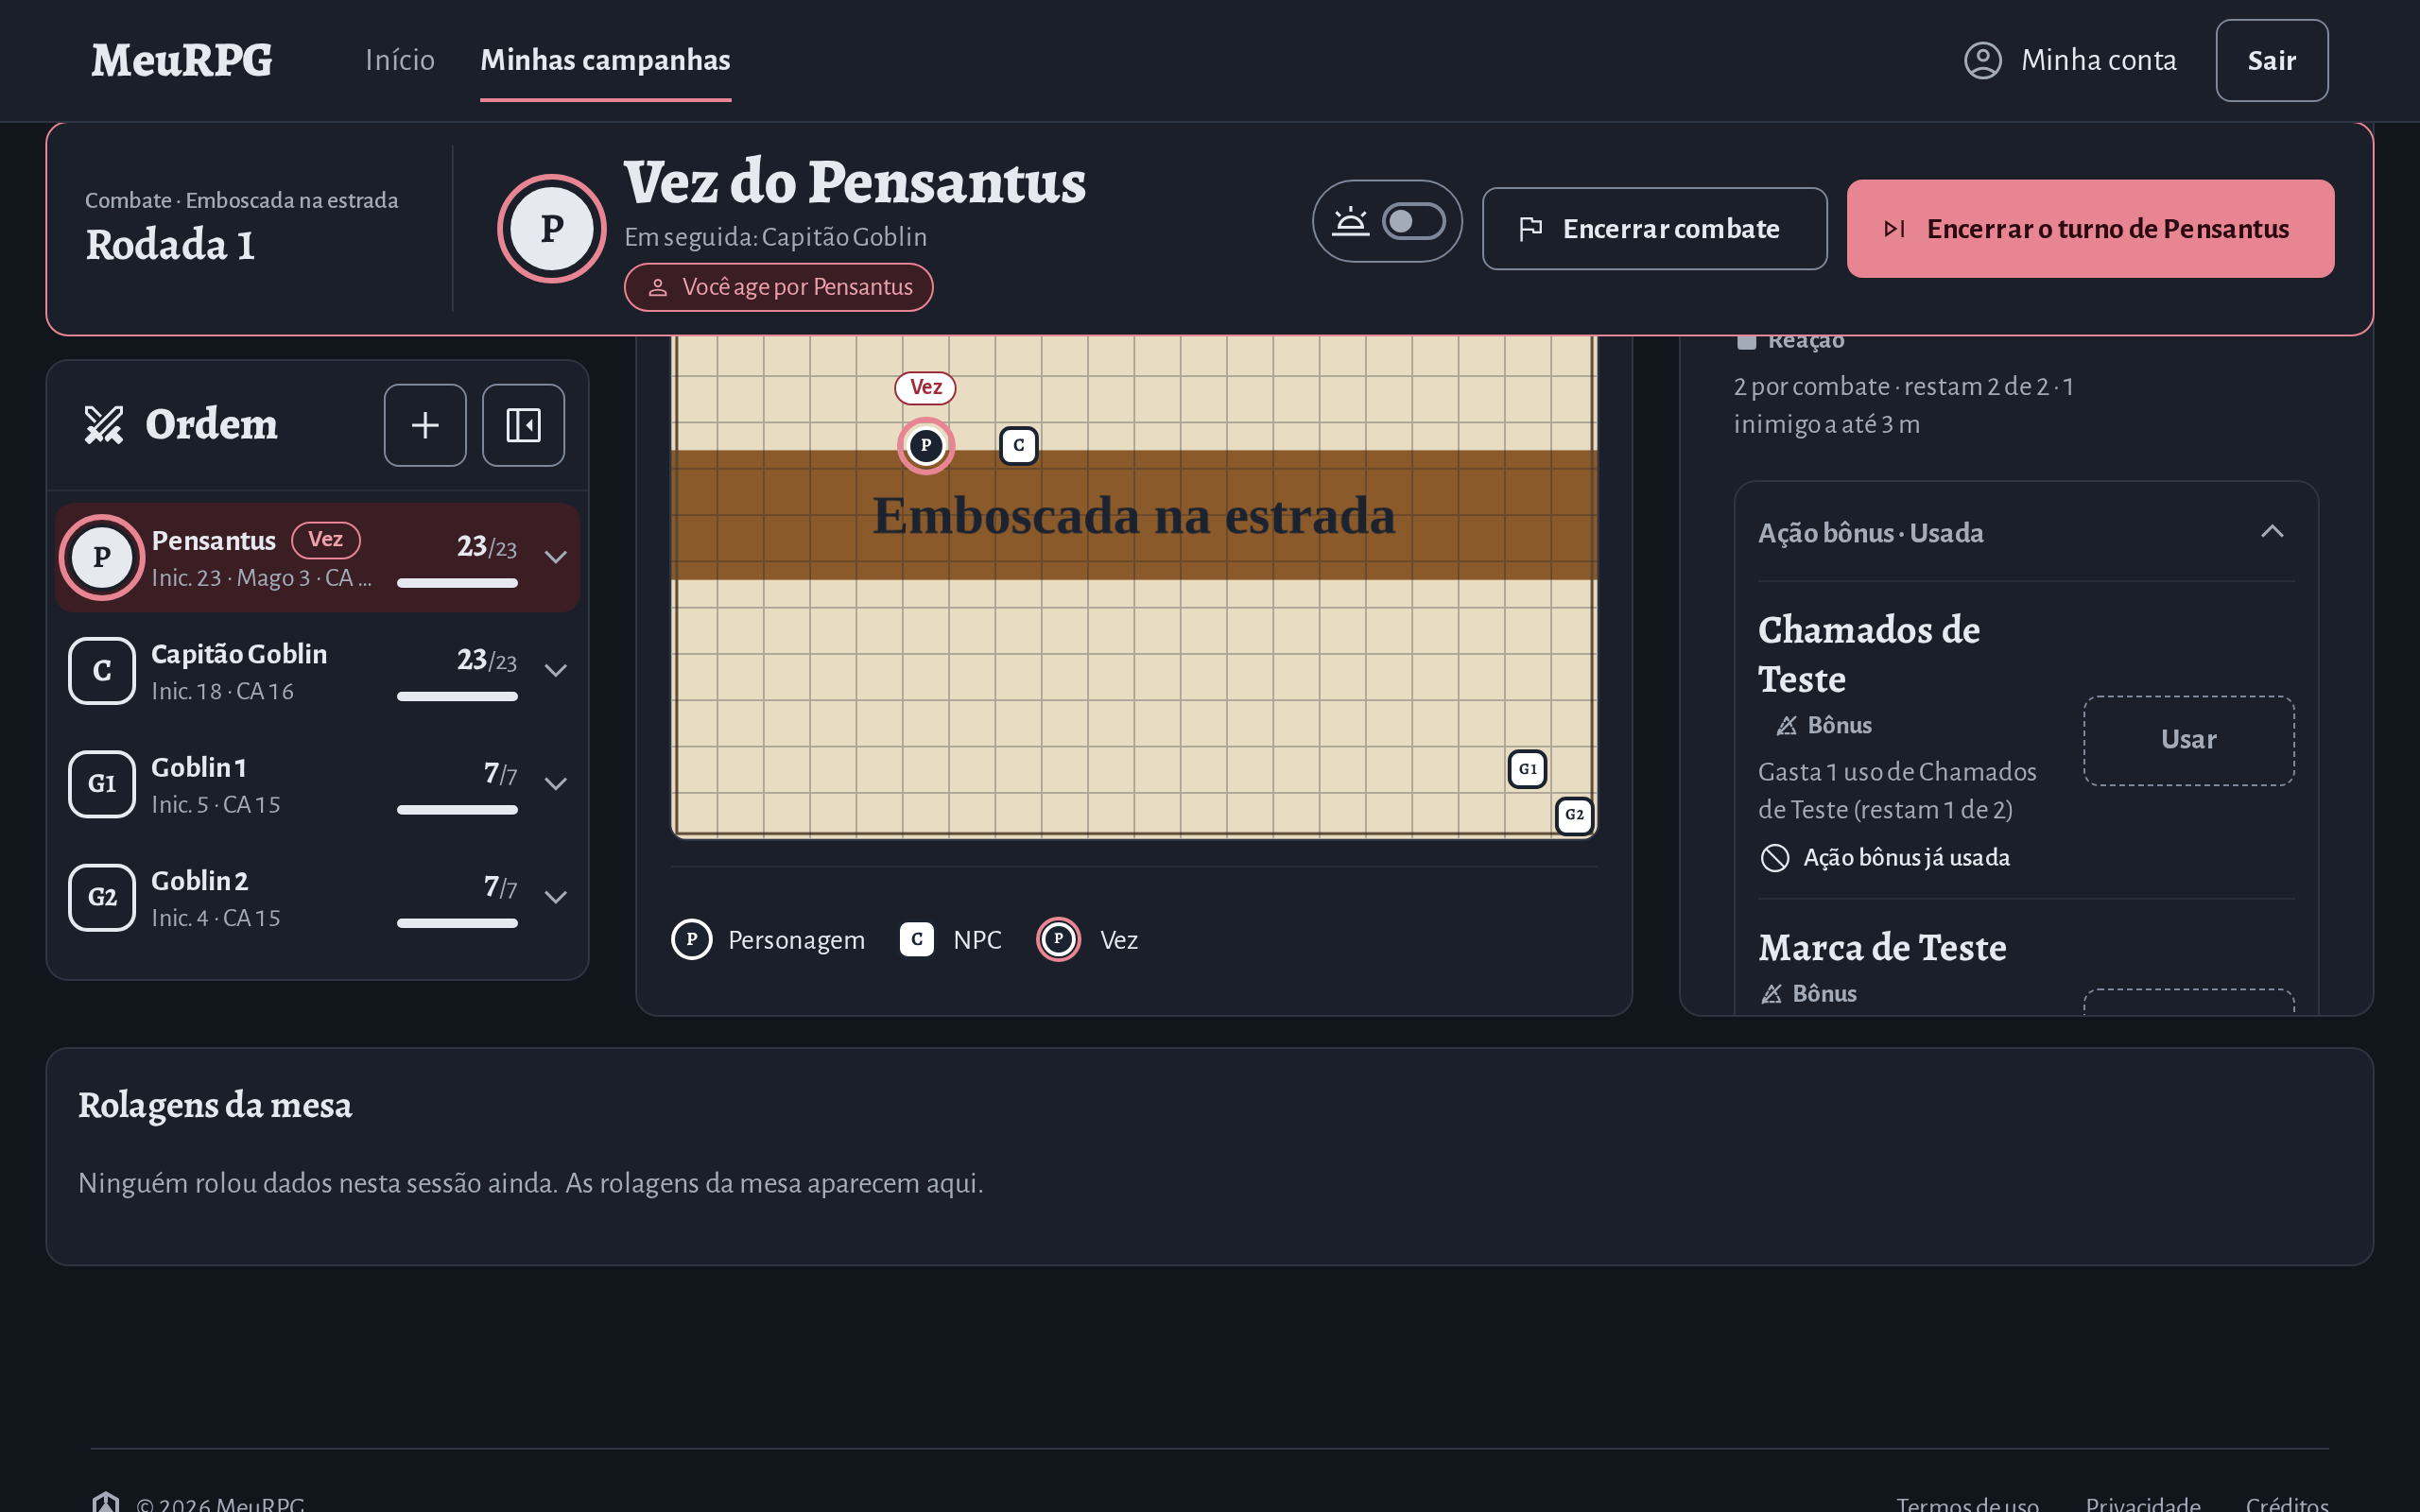 MeuRPG
Início
Minhas campanhas
Minha conta
Sair
Combate · Emboscada na estrada
Rodada 1
P
Vez do Pensantus
Em seguida: Capitão Goblin
Você age por Pensantus
Encerrar combate
Encerrar o turno de Pensantus
Ordem
P
Pensantus
Vez
23/23
Inic. 23 · Mago 3 · CA ...
C
Capitão Goblin
23/23
Inic. 18 · CA 16
G1
Goblin 1
7/7
Inic. 5 · CA 15
G2
Goblin 2
7/7
Inic. 4 · CA 15
Vez
P
C
Emboscada na estrada
G1
G2
P
Personagem
C
NPC
P
Vez
Reação
2 por combate · restam 2 de 2 · 1
inimigo a até 3 m
Ação bônus · Usada
Chamados de
Teste
Bônus
Gasta 1 uso de Chamados
de Teste (restam 1 de 2)
Ação bônus já usada
Usar
Marca de Teste
Bônus
Rolagens da mesa
Ninguém rolou dados nesta sessão ainda. As rolagens da mesa aparecem aqui.
© 2026 MeuRPG
Termos de uso
Privacidade
Créditos